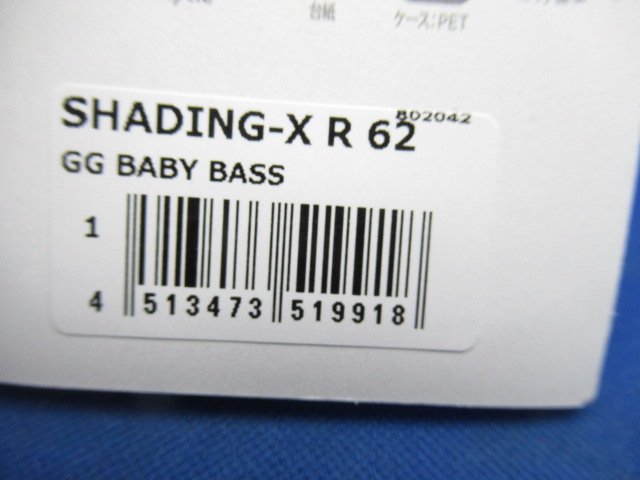 台紙
ケース:PET
802042
SHADING-X R 62
GG BABY BASS
1
4 513473 519918